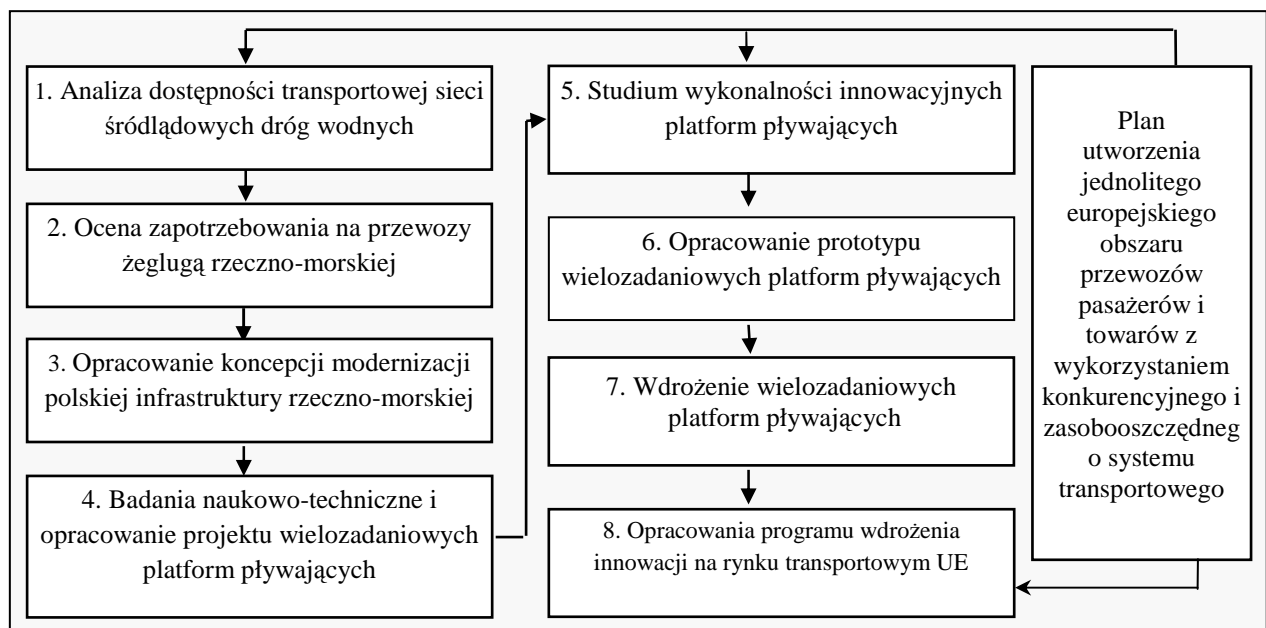 1. Analiza dostępności transportowej sieci
śródlądowych dróg wodnych
2. Ocena zapotrzebowania na przewozy
żeglugą rzeczno-morskiej
3. Opracowanie koncepcji modernizacji
polskiej infrastruktury rzeczno-morskiej
4. Badania naukowo-techniczne i
opracowanie projektu wielozadaniowych
platform pływających
5. Studium wykonalności innowacyjnych
platform pływających
6. Opracowanie prototypu
wielozadaniowych platform pływających
7. Wdrożenie wielozadaniowych
platform pływających
8. Opracowania programu wdrożenia
innowacji na rynku transportowym UE
Plan
utworzenia
jednolitego
europejskiego
obszaru
przewozów
pasażerów i
towarów z
wykorzystaniem
konkurencyjnego i
zasobooszczędneg
o systemu
transportowego